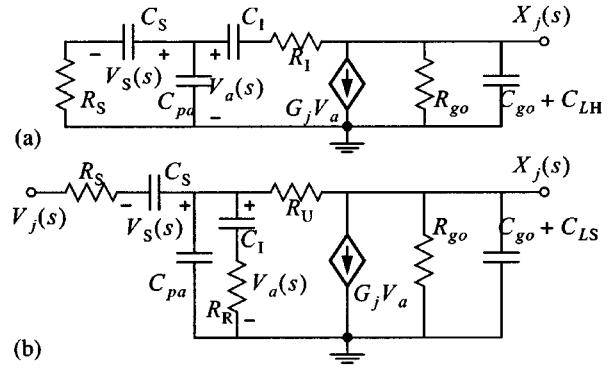 C_S C_I X_j(s)
− + + R_I
V_S(s) V_a(s)
R_S C_pa G_jV_a R_go C_go + C_LH
−
(a)
R_S C_S X_j(s)
V_j(s) − + + R_U
V_S(s) C_I R_go C_go + C_LS
C_pa V_a(s) G_jV_a
R_R −
(b)